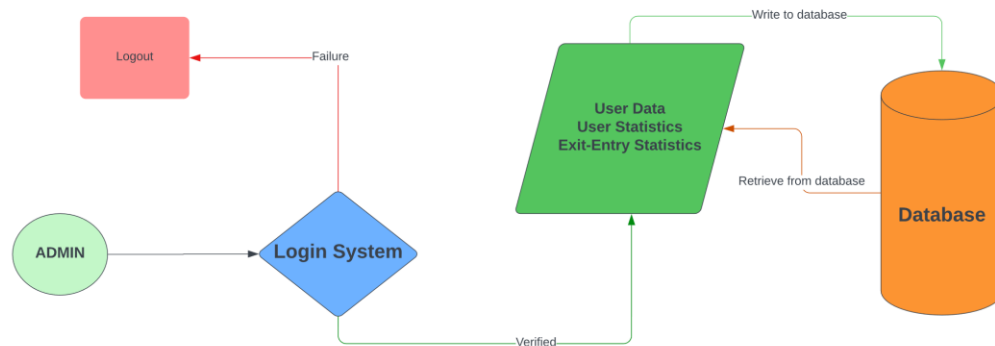 Write to database
Logout
Failure
User Data
User Statistics
Exit-Entry Statistics
Retrieve from database
Database
ADMIN
Login System
Verified